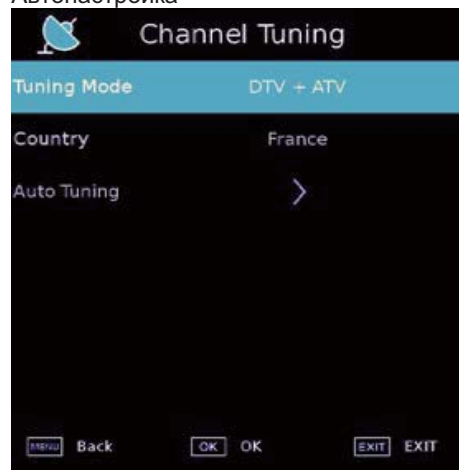 Автонастройка
Channel Tuning
Tuning Mode DTV + ATV
Country France
Auto Tuning >
MENU Back OK OK EXIT EXIT